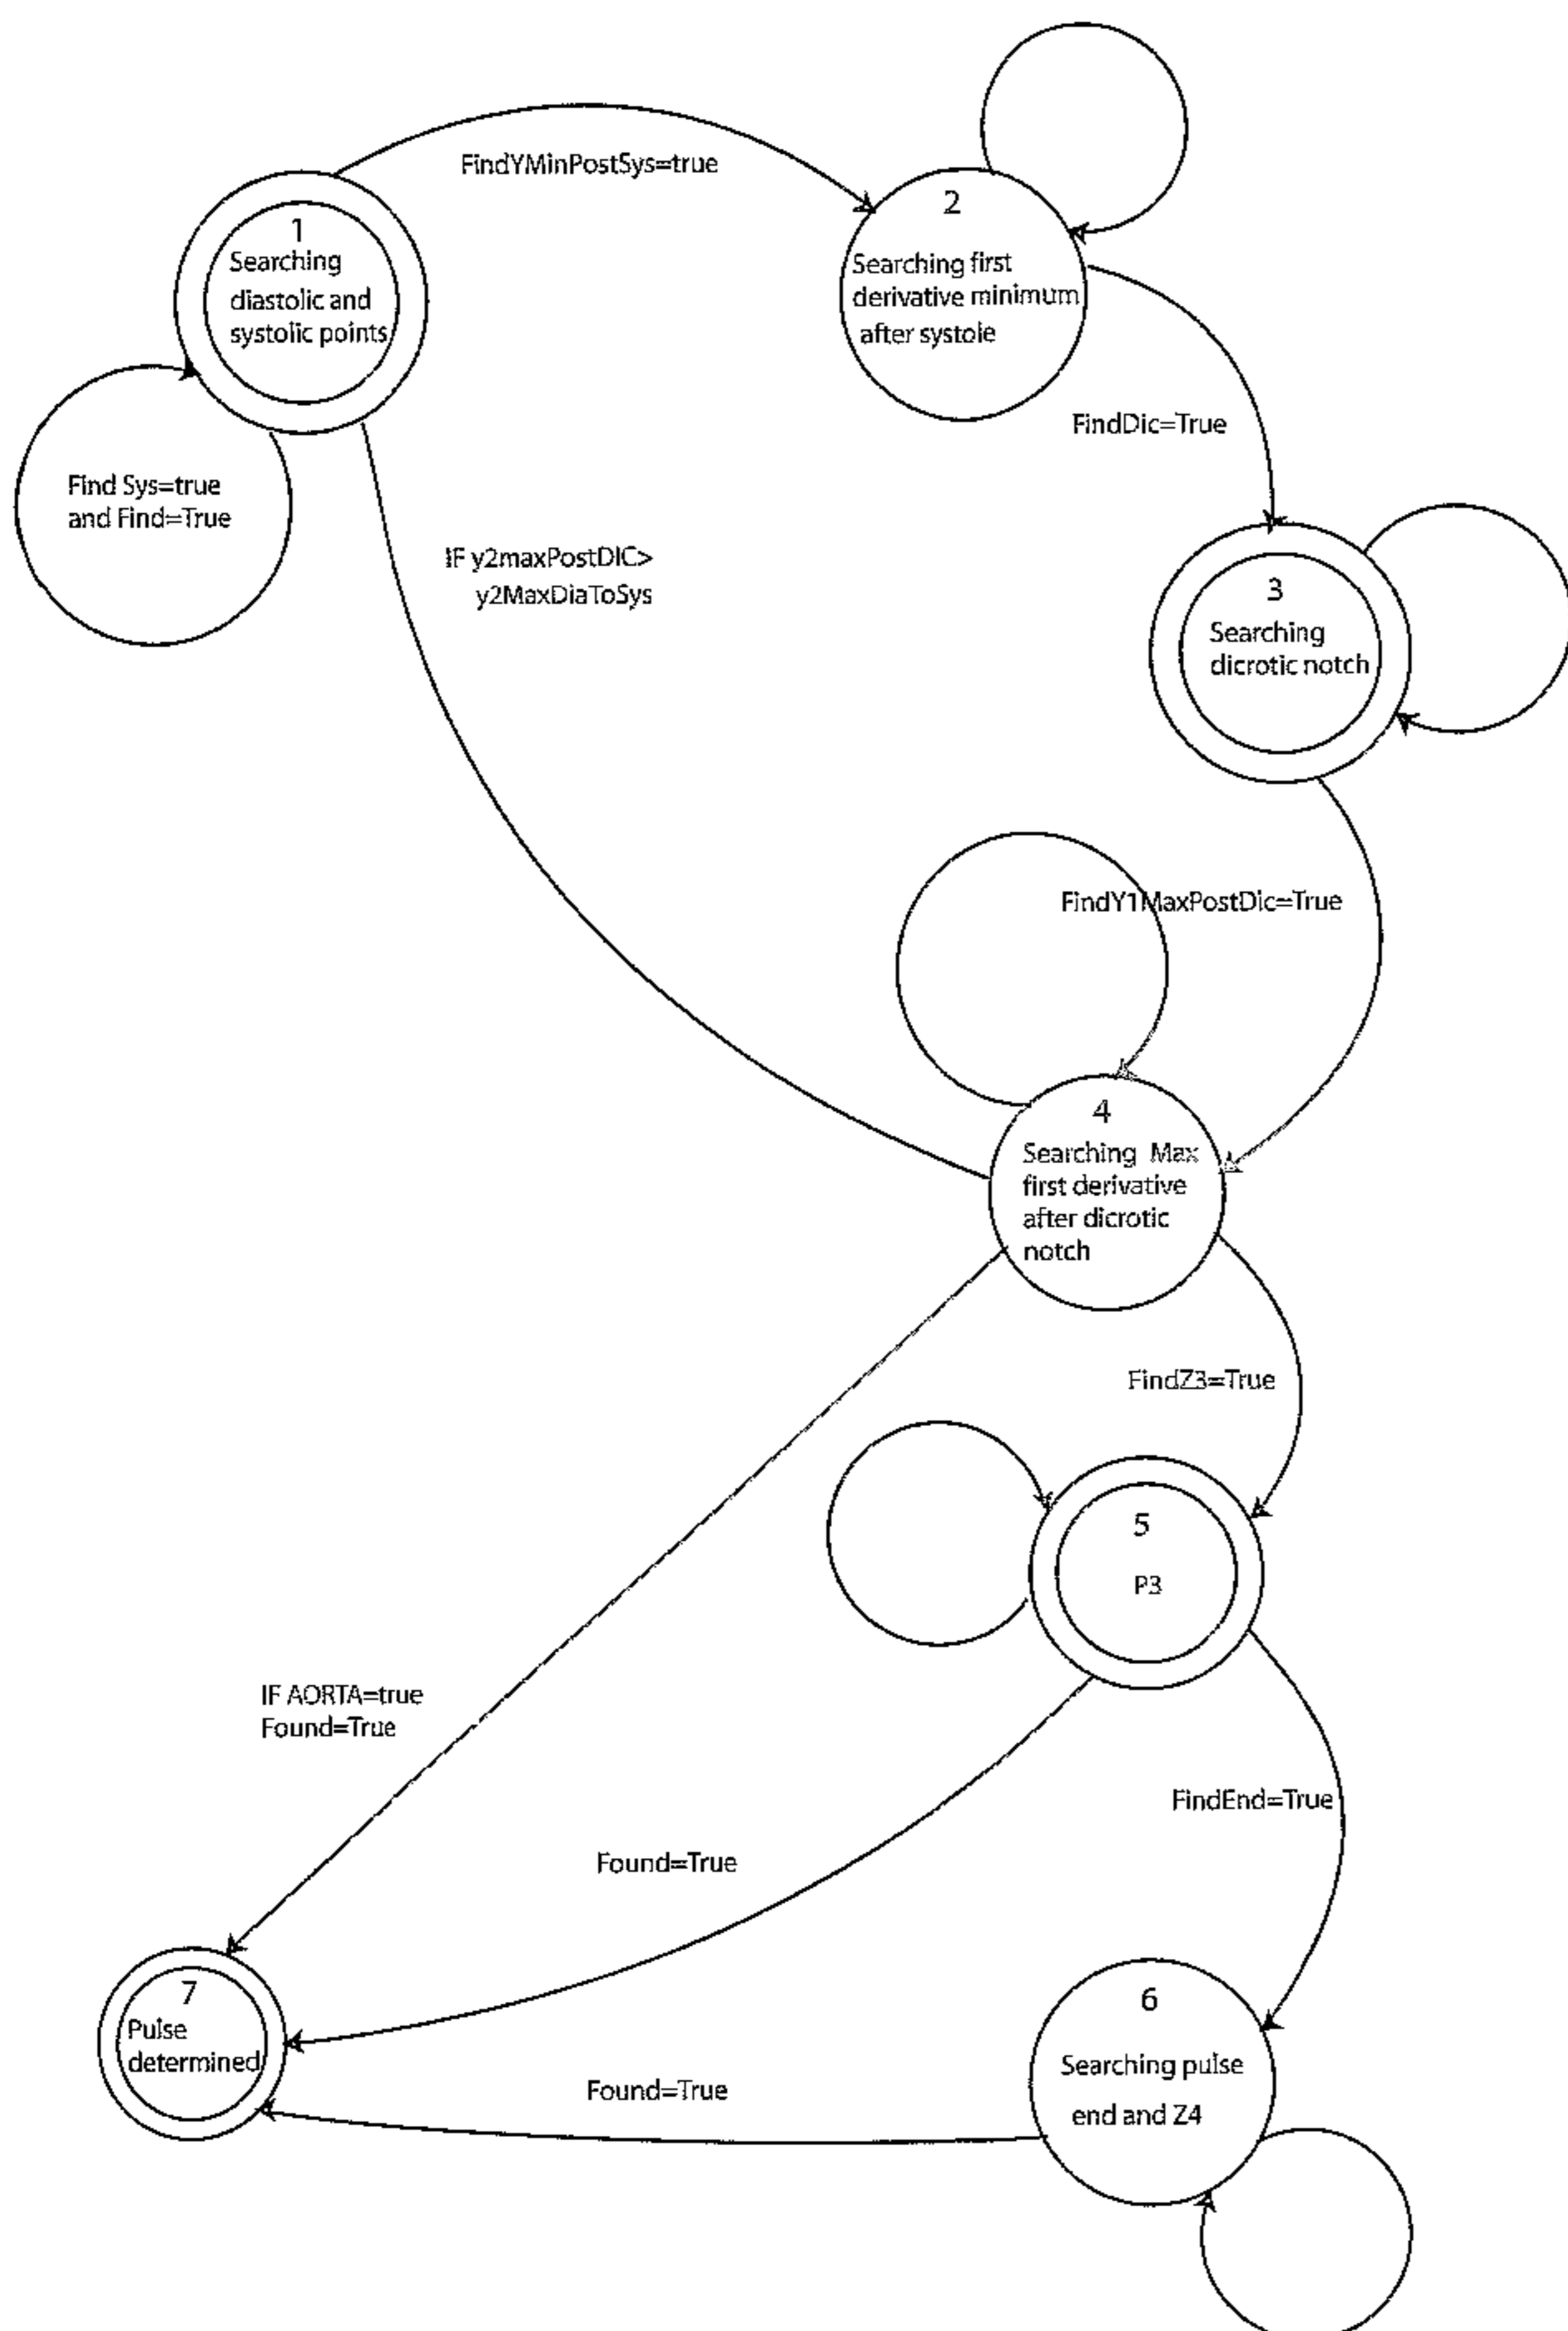 FindYMinPostSys=true
1
Searching
diastolic and
systolic points
2
Searching first
derivative minimum
after systole
FindDic=True
Find Sys=true
and Find=True
IF y2maxPostDIC>
y2MaxDiaToSys
3
Searching
dicrotic notch
FindY1MaxPostDic=True
4
Searching Max
first derivative
after dicrotic
notch
FindZ3=True
5
P3
IF AORTA=true
Found=True
FindEnd=True
Found=True
7
Pulse
determined
6
Searching pulse
end and Z4
Found=True